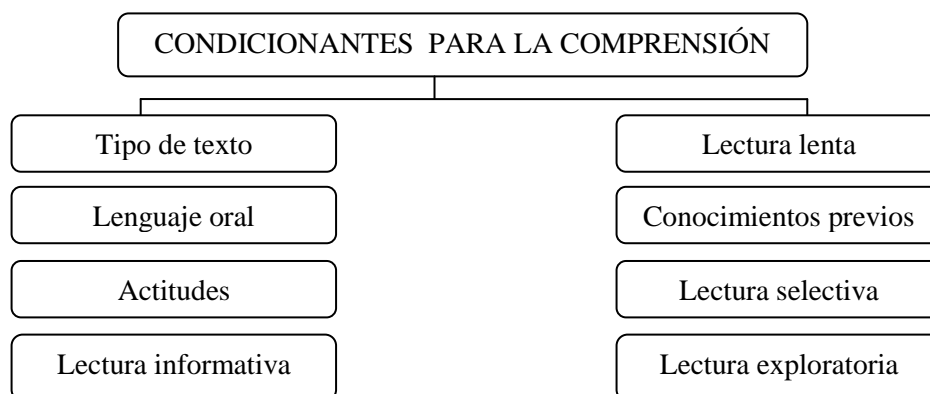 CONDICIONANTES PARA LA COMPRENSIÓN
Tipo de texto
Lectura lenta
Lenguaje oral
Conocimientos previos
Actitudes
Lectura selectiva
Lectura informativa
Lectura exploratoria